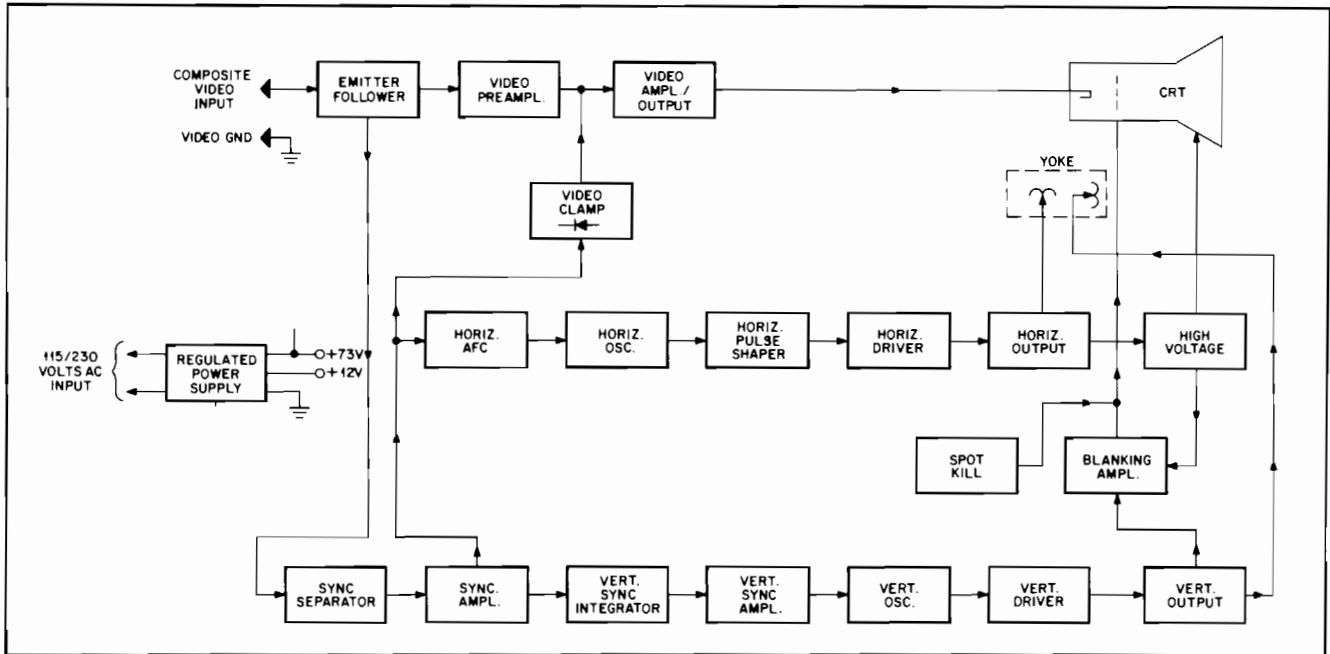 COMPOSITE
VIDEO
INPUT
VIDEO GND
EMITTER
FOLLOWER
VIDEO
PREAMPL.
VIDEO
AMPL./
OUTPUT
CRT
YOKE
VIDEO
CLAMP
115/230
VOLTS AC
INPUT
REGULATED
POWER
SUPPLY
+73V
+12V
HORIZ.
AFC
HORIZ.
OSC.
HORIZ.
PULSE
SHAPER
HORIZ.
DRIVER
HORIZ.
OUTPUT
HIGH
VOLTAGE
SPOT
KILL
BLANKING
AMPL.
SYNC
SEPARATOR
SYNC.
AMPL.
VERT.
SYNC
INTEGRATOR
VERT.
SYNC
AMPL.
VERT.
OSC.
VERT.
DRIVER
VERT.
OUTPUT